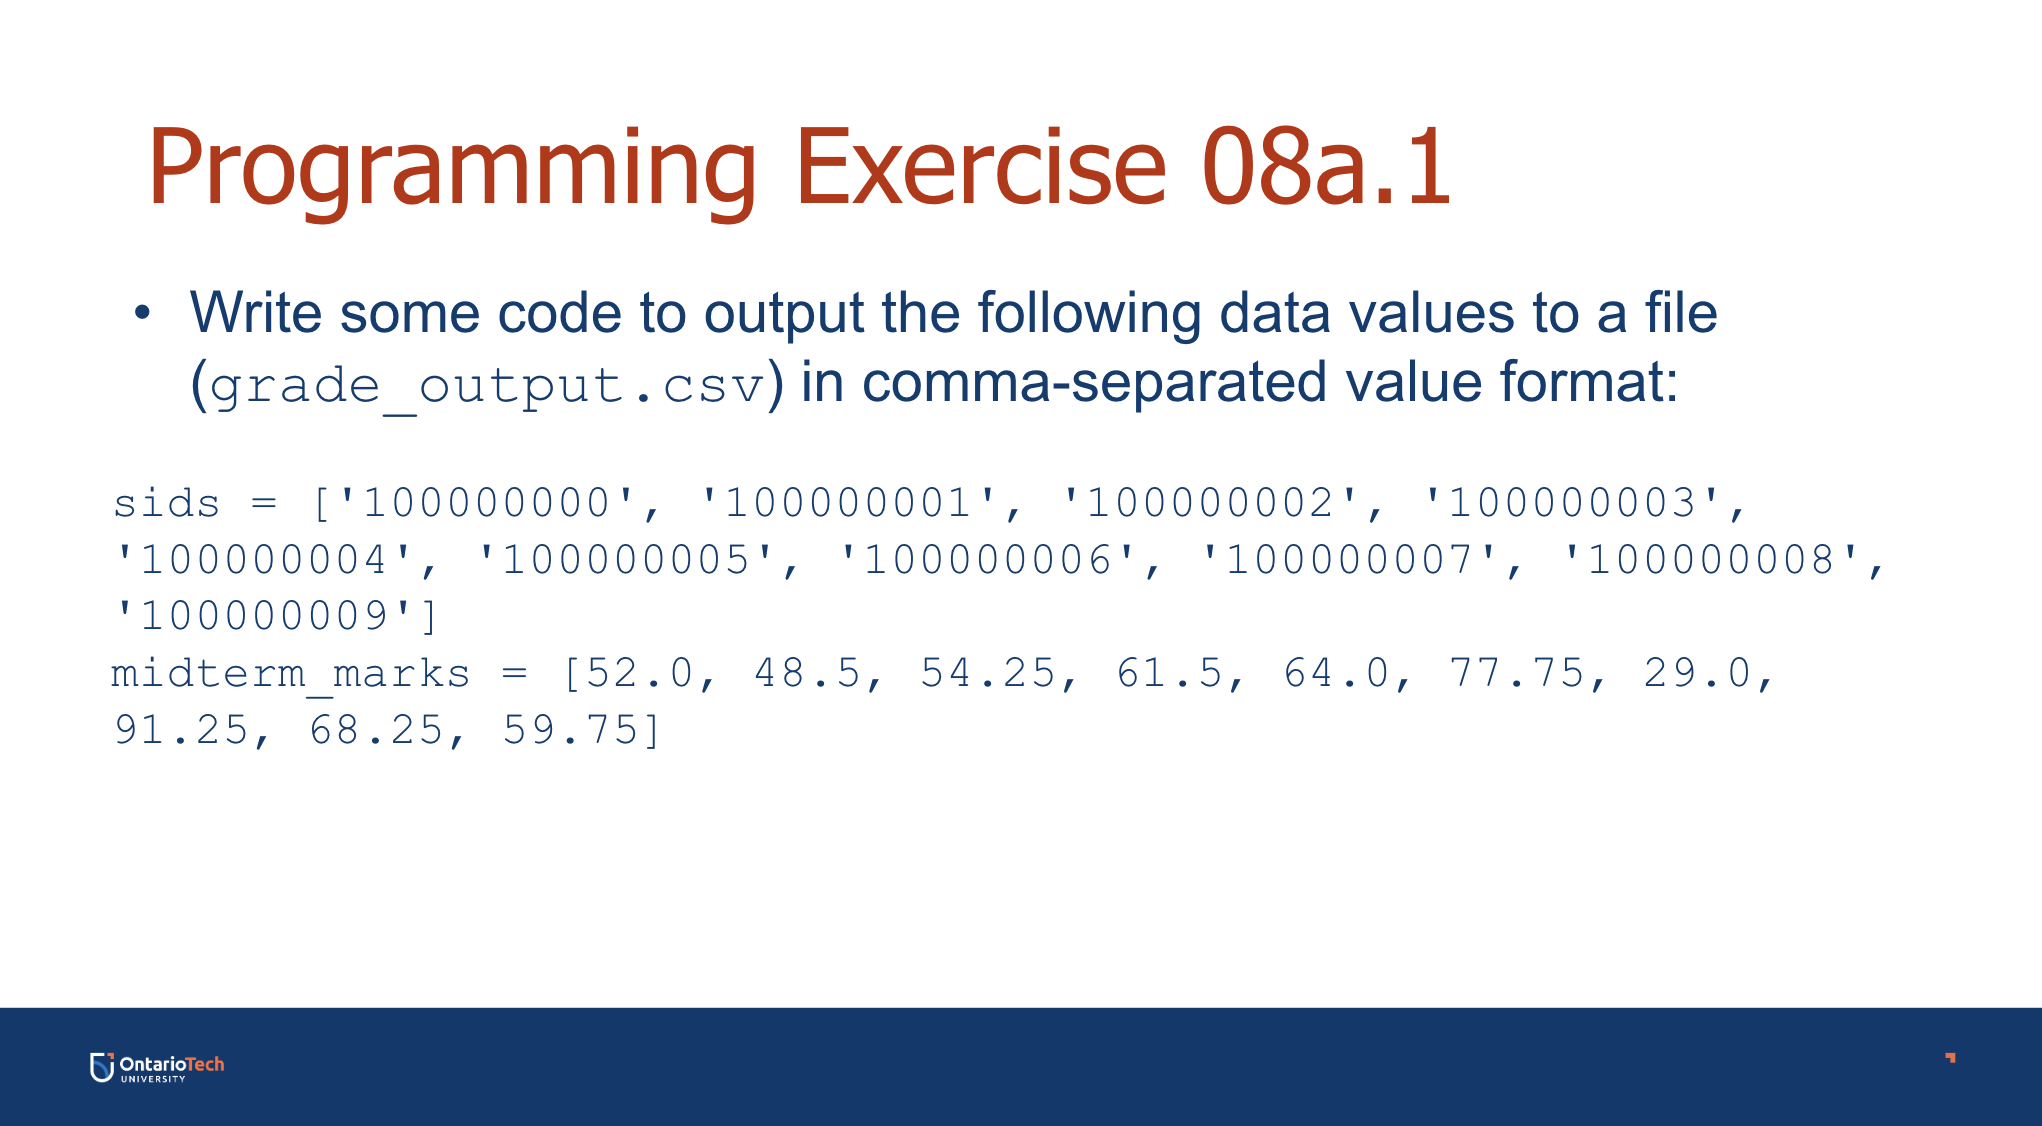 Programming Exercise 08a.1
• Write some code to output the following data values to a file
(grade_output.csv) in comma-separated value format:
sids = ['100000000', '100000001', '100000002', '100000003',
'100000004', '100000005', '100000006', '100000007', '100000008',
'100000009']
midterm_marks = [52.0, 48.5, 54.25, 61.5, 64.0, 77.75, 29.0,
91.25, 68.25, 59.75]
OntarioTech
UNIVERSITY